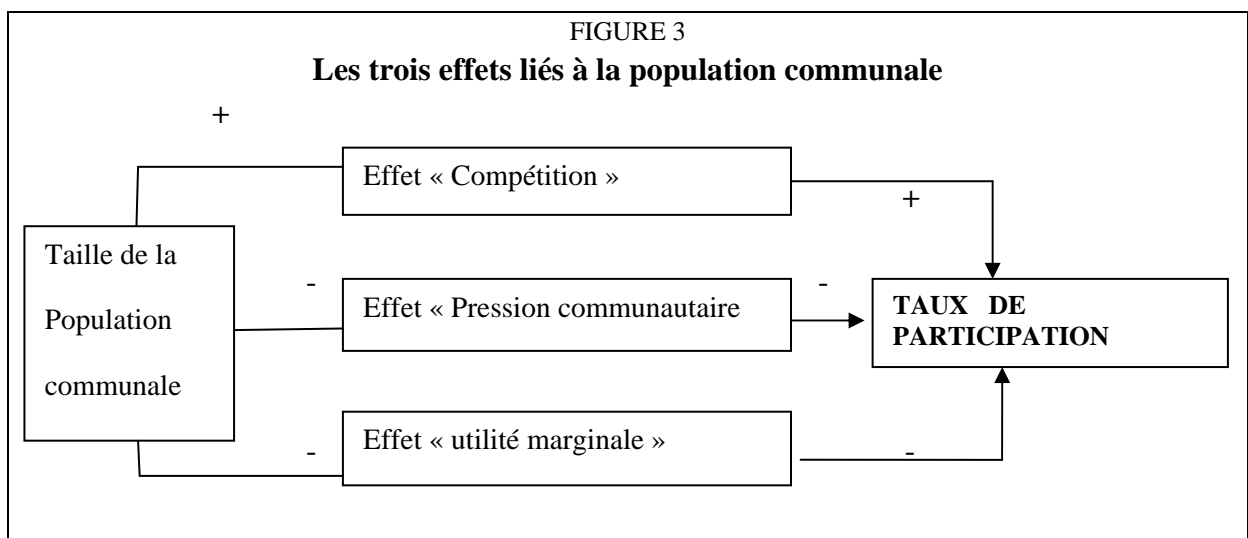 FIGURE 3
Les trois effets liés à la population communale
+
Effet « Compétition »
+
Taille de la
Population
communale
-
Effet « Pression communautaire
-
TAUX DE
PARTICIPATION
-
Effet « utilité marginale »
-